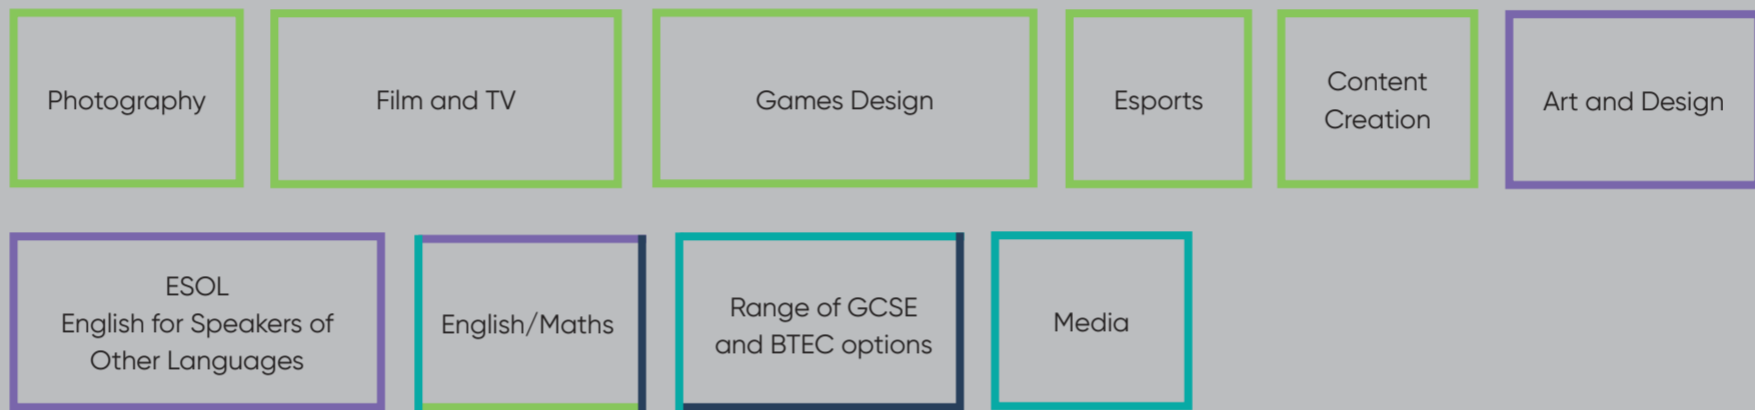 Photography
Film and TV
Games Design
Esports
Content
Creation
Art and Design
ESOL
English for Speakers of
Other Languages
English/Maths
Range of GCSE
and BTEC options
Media